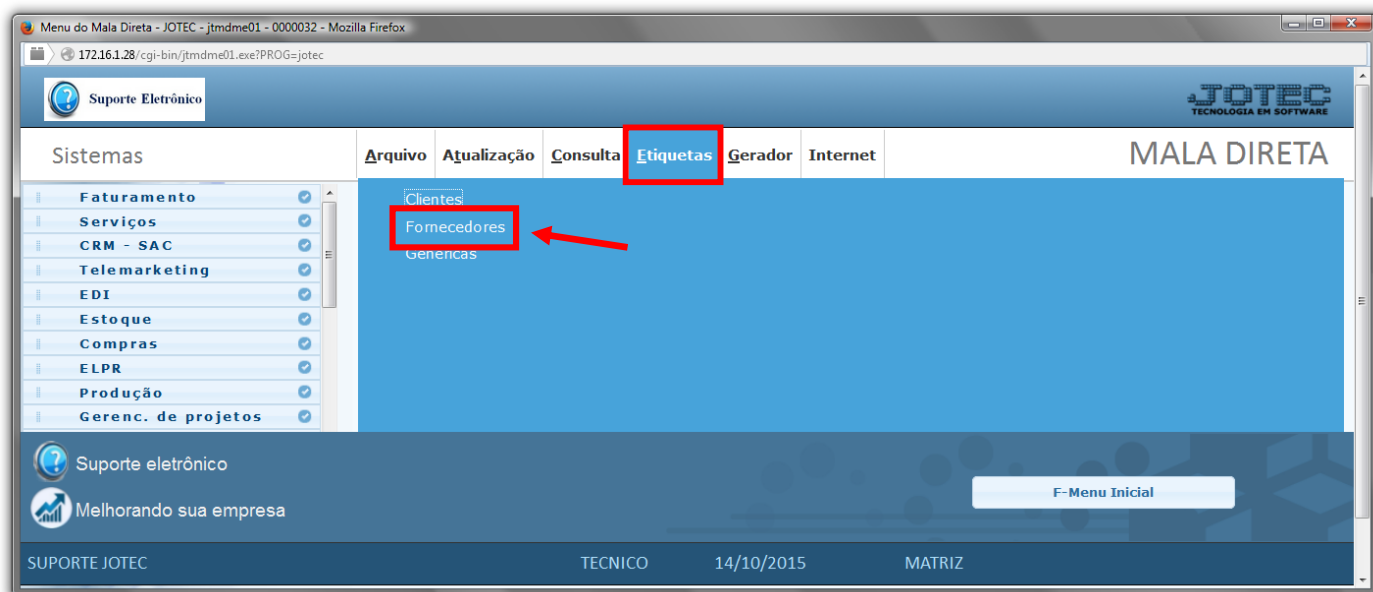 Menu do Mala Direta - JOTEC - jtmdme01 - 0000032 - Mozilla Firefox
172.16.1.28/cgi-bin/jtmdme01.exe?PROG=jotec
Suporte Eletrônico
JOTEC
TECNOLOGIA EM SOFTWARE
Sistemas
Arquivo Atualização Consulta Etiquetas Gerador Internet
MALA DIRETA
Faturamento
Serviços
CRM - SAC
Telemarketing
EDI
Estoque
Compras
ELPR
Produção
Gerenc. de projetos
Clientes
Fornecedores
Genéricas
Suporte eletrônico
Melhorando sua empresa
F-Menu Inicial
SUPORTE JOTEC TECNICO 14/10/2015 MATRIZ